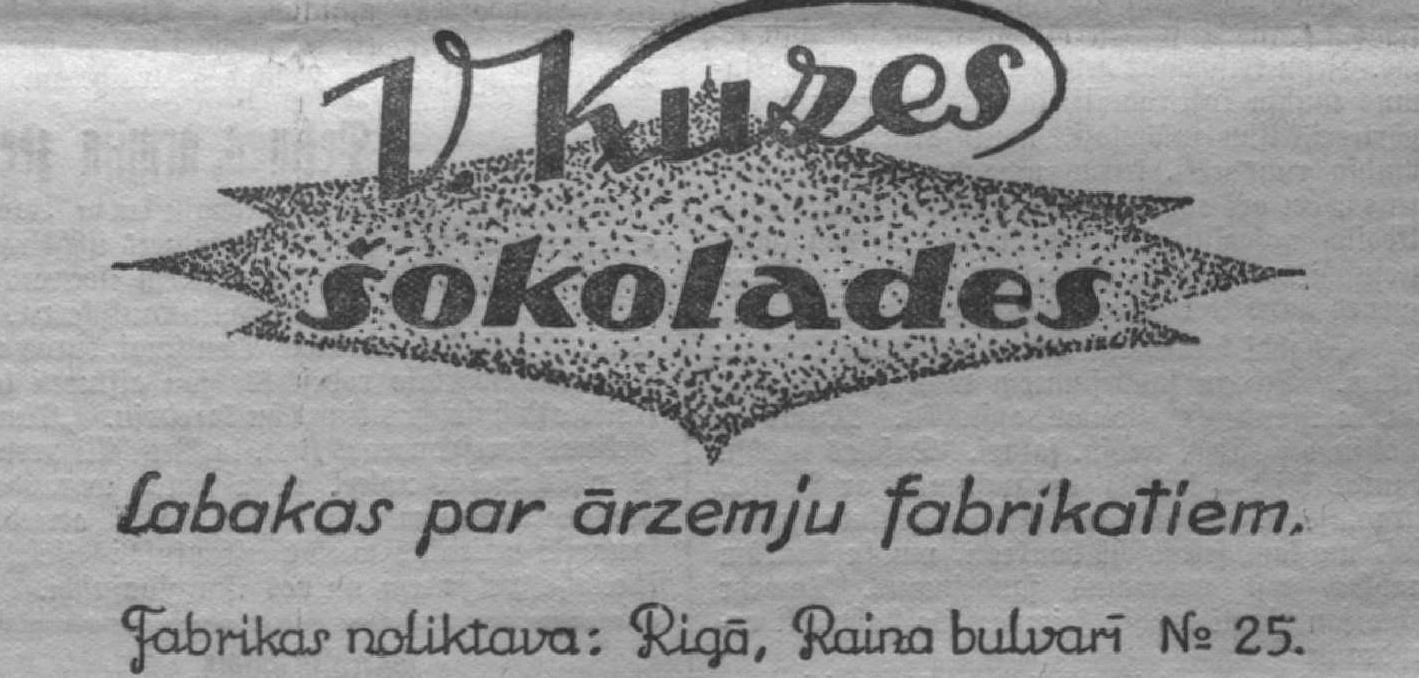 V. Kuzes
šokolades
Labakas par ārzemju fabrikatiem.
Fabrikas noliktava: Rigā, Raiņa bulvarī № 25.